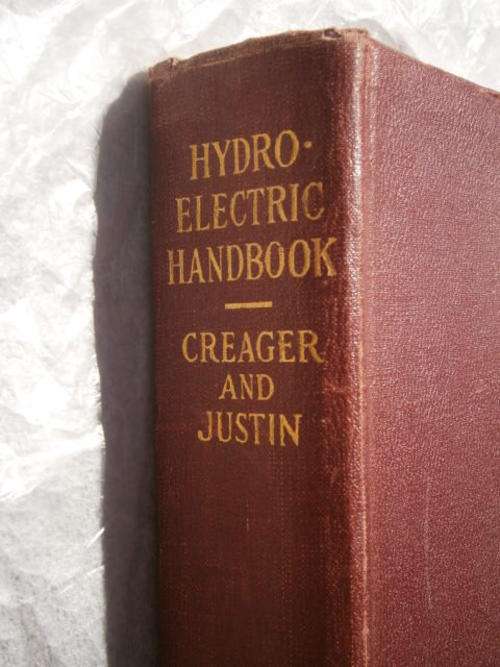 HYDRO-
ELECTRIC
HANDBOOK
CREAGER
AND
JUSTIN